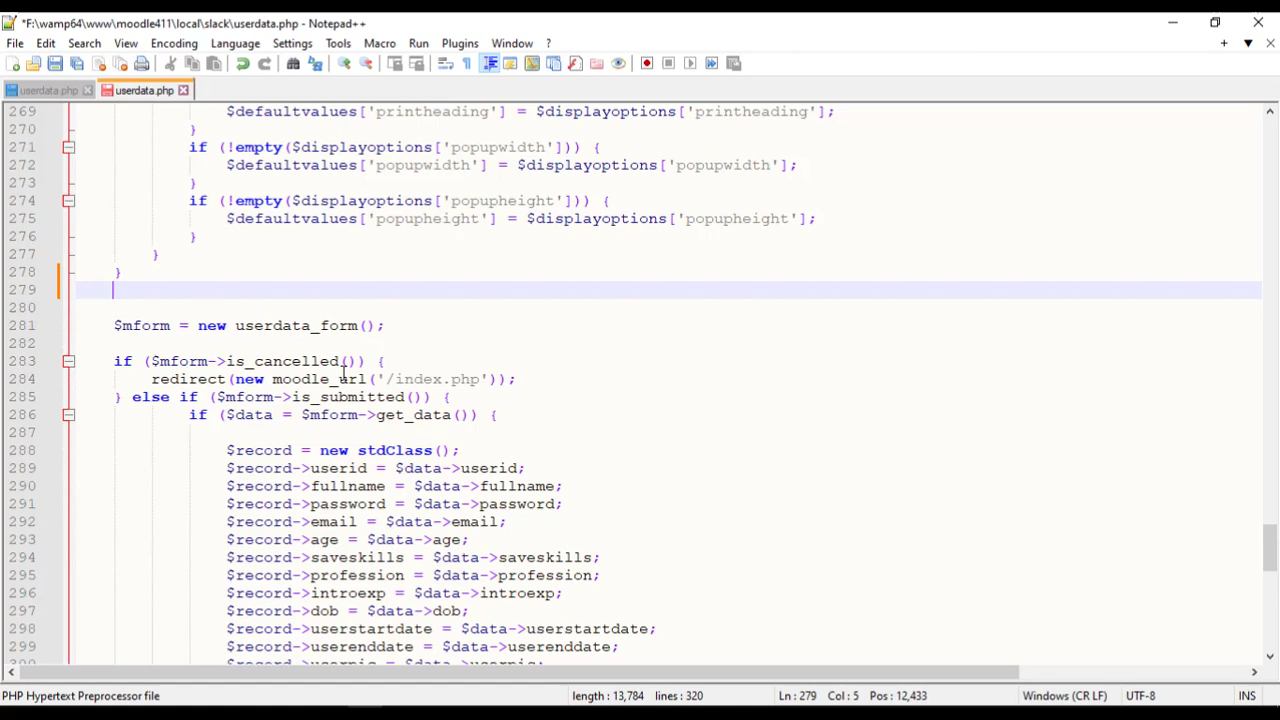 *F:\wamp64\www\moodle411\local\slack\userdata.php - Notepad++
File Edit Search View Encoding Language Settings Tools Macro Run Plugins Window ?
userdata.php userdata.php
269 $defaultvalues['printheading'] = $displayoptions['printheading'];
270 }
271 if (!empty($displayoptions['popupwidth'])) {
272 $defaultvalues['popupwidth'] = $displayoptions['popupwidth'];
273 }
274 if (!empty($displayoptions['popupheight'])) {
275 $defaultvalues['popupheight'] = $displayoptions['popupheight'];
276 }
277 }
278 }
279
280
281 $mform = new userdata_form();
282
283 if ($mform->is_cancelled()) {
284 redirect(new moodle_url('/index.php'));
285 } else if ($mform->is_submitted()) {
286 if ($data = $mform->get_data()) {
287
288 $record = new stdClass();
289 $record->userid = $data->userid;
290 $record->fullname = $data->fullname;
291 $record->password = $data->password;
292 $record->email = $data->email;
293 $record->age = $data->age;
294 $record->saveskills = $data->saveskills;
295 $record->profession = $data->profession;
296 $record->introexp = $data->introexp;
297 $record->dob = $data->dob;
298 $record->userstartdate = $data->userstartdate;
299 $record->userenddate = $data->userenddate;
PHP Hypertext Preprocessor file length : 13,784 lines : 320 Ln : 279 Col : 5 Pos : 12,433 Windows (CR LF) UTF-8 INS